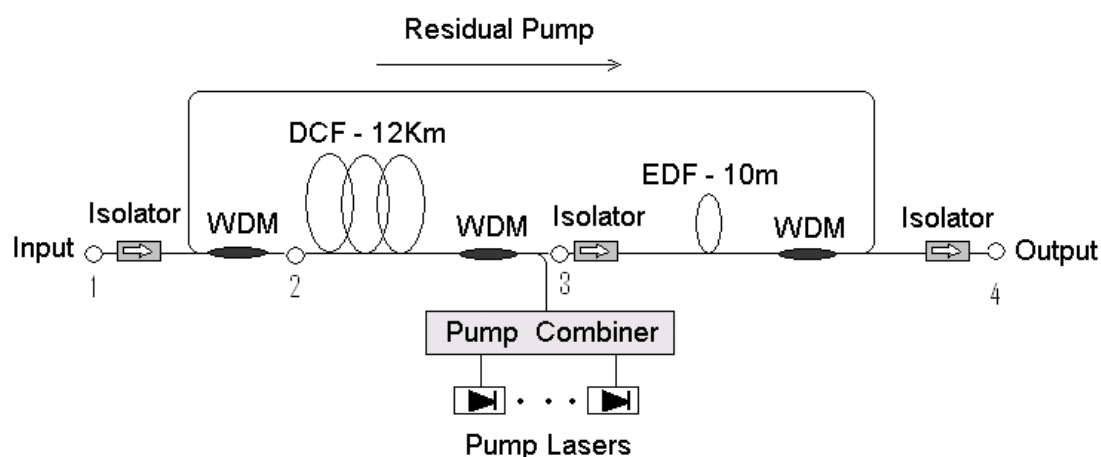 Residual Pump
DCF - 12Km
EDF - 10m
Isolator
WDM
WDM
Isolator
WDM
Isolator
Input
Output
1
2
3
4
Pump Combiner
Pump Lasers